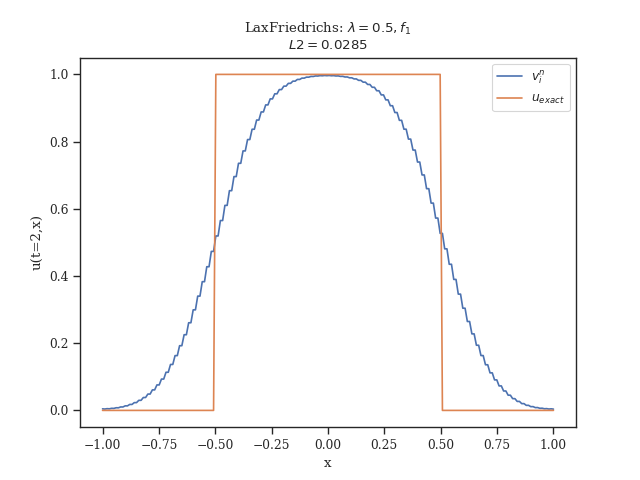 LaxFriedrichs: λ = 0.5, f₁
L2 = 0.0285
vᵢⁿ
u_exact
1.0
0.8
0.6
0.4
0.2
0.0
u(t=2,x)
−1.00 −0.75 −0.50 −0.25 0.00 0.25 0.50 0.75 1.00
x